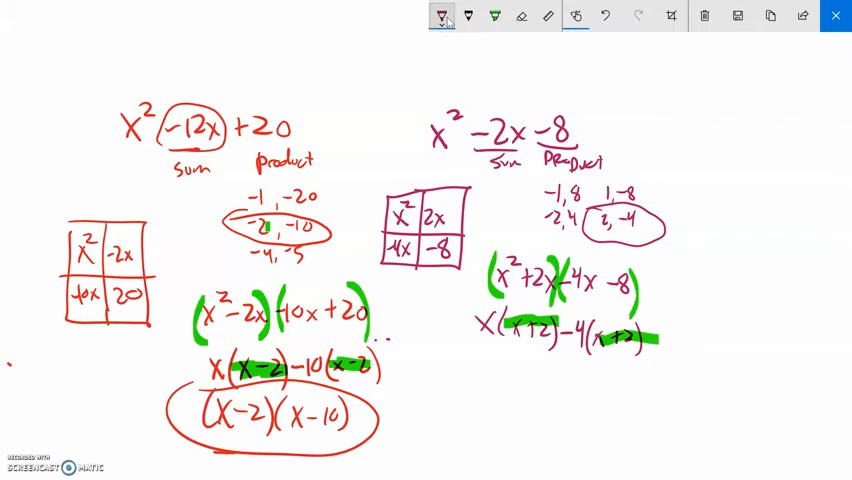 x² -12x +20
sum product
-1, -20
-2, -10
-4, -5
x² -2x
-10x 20
(x² -2x)(-10x +20)
x(x-2) -10(x-2)
(x-2)(x-10)
x² -2x -8
sum Product
-1, 8 1, -8
-2, 4 2, -4
x² 2x
-4x -8
(x² +2x)(-4x -8)
x(x+2) -4(x+2)
RECORDED WITH
SCREENCAST MATIC